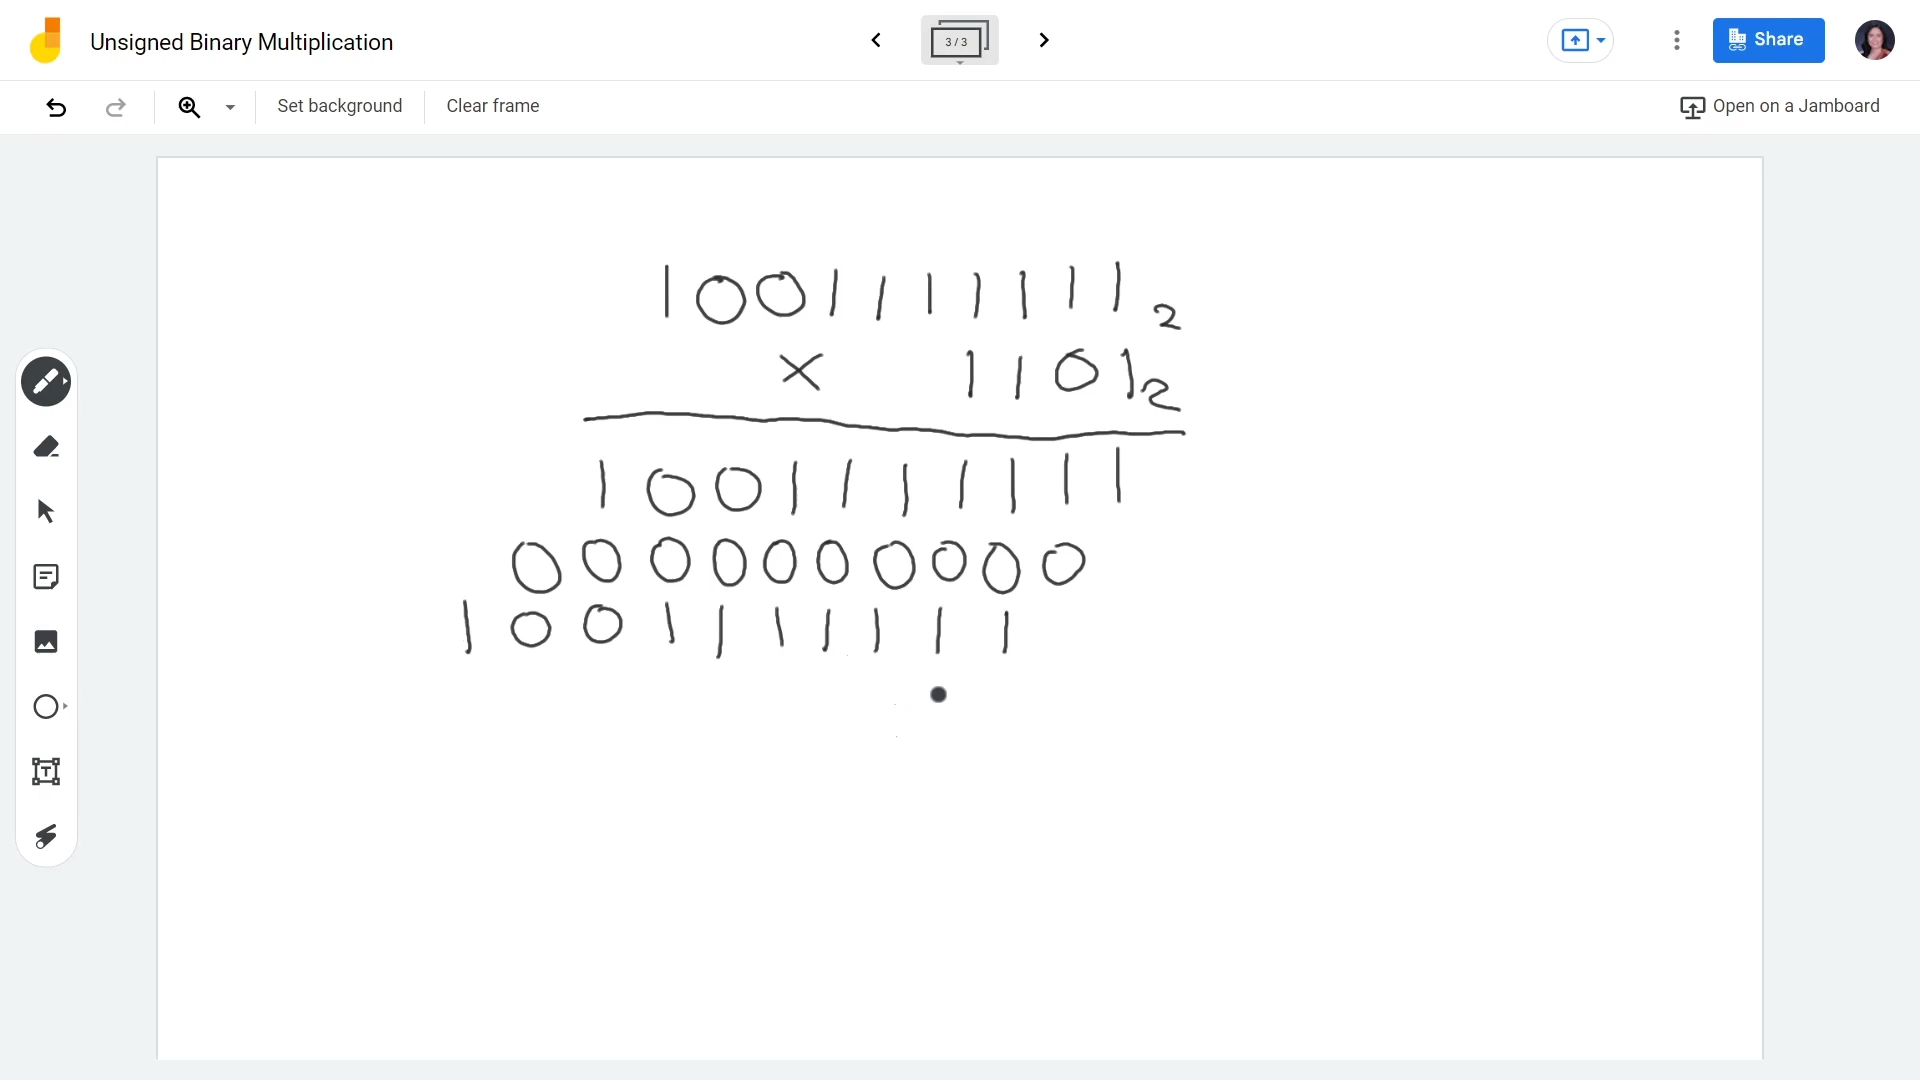 Unsigned Binary Multiplication
3 / 3
Share
Set background
Clear frame
Open on a Jamboard
1001111111₂
× 1101₂
1001111111
0000000000
1001111111
T